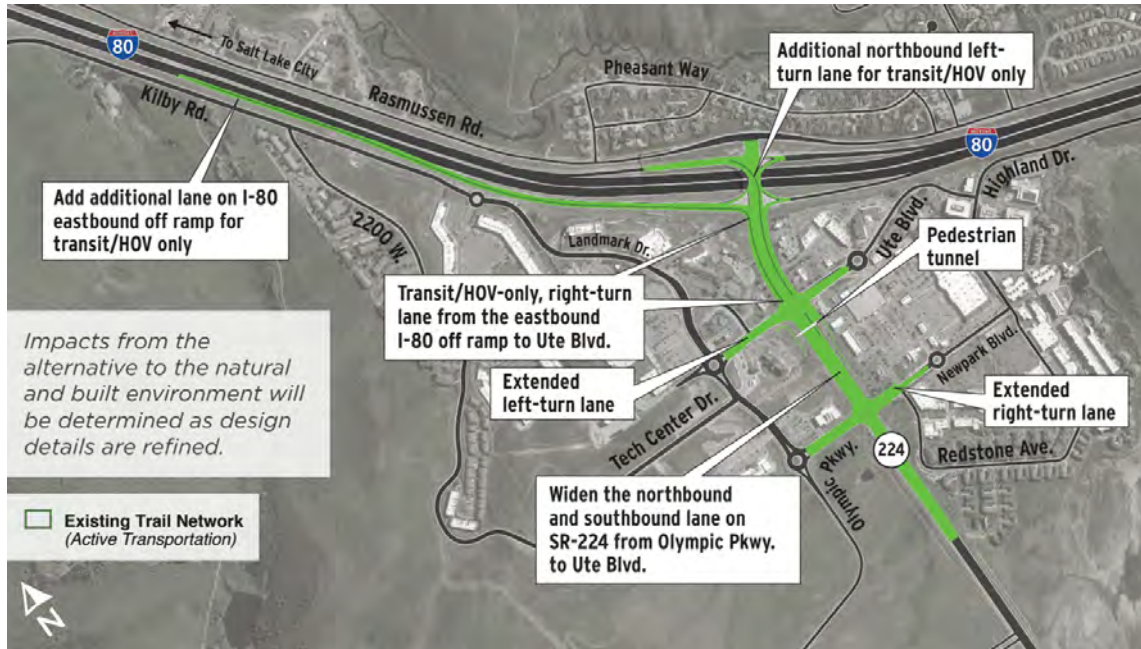 80
To Salt Lake City
Kilby Rd.
Rasmussen Rd.
Pheasant Way
Additional northbound left-
turn lane for transit/HOV only
80
Highland Dr.
Add additional lane on I-80
eastbound off ramp for
transit/HOV only
2200 W.
Landmark Dr.
Ute Blvd.
Pedestrian
tunnel
Transit/HOV-only, right-turn
lane from the eastbound
I-80 off ramp to Ute Blvd.
Newpark Blvd.
Extended
left-turn lane
Extended
right-turn lane
Tech Center Dr.
Olympic Pkwy.
224
Redstone Ave.
Widen the northbound
and southbound lane on
SR-224 from Olympic Pkwy.
to Ute Blvd.
Impacts from the
alternative to the natural
and built environment will
be determined as design
details are refined.
Existing Trail Network
(Active Transportation)
N